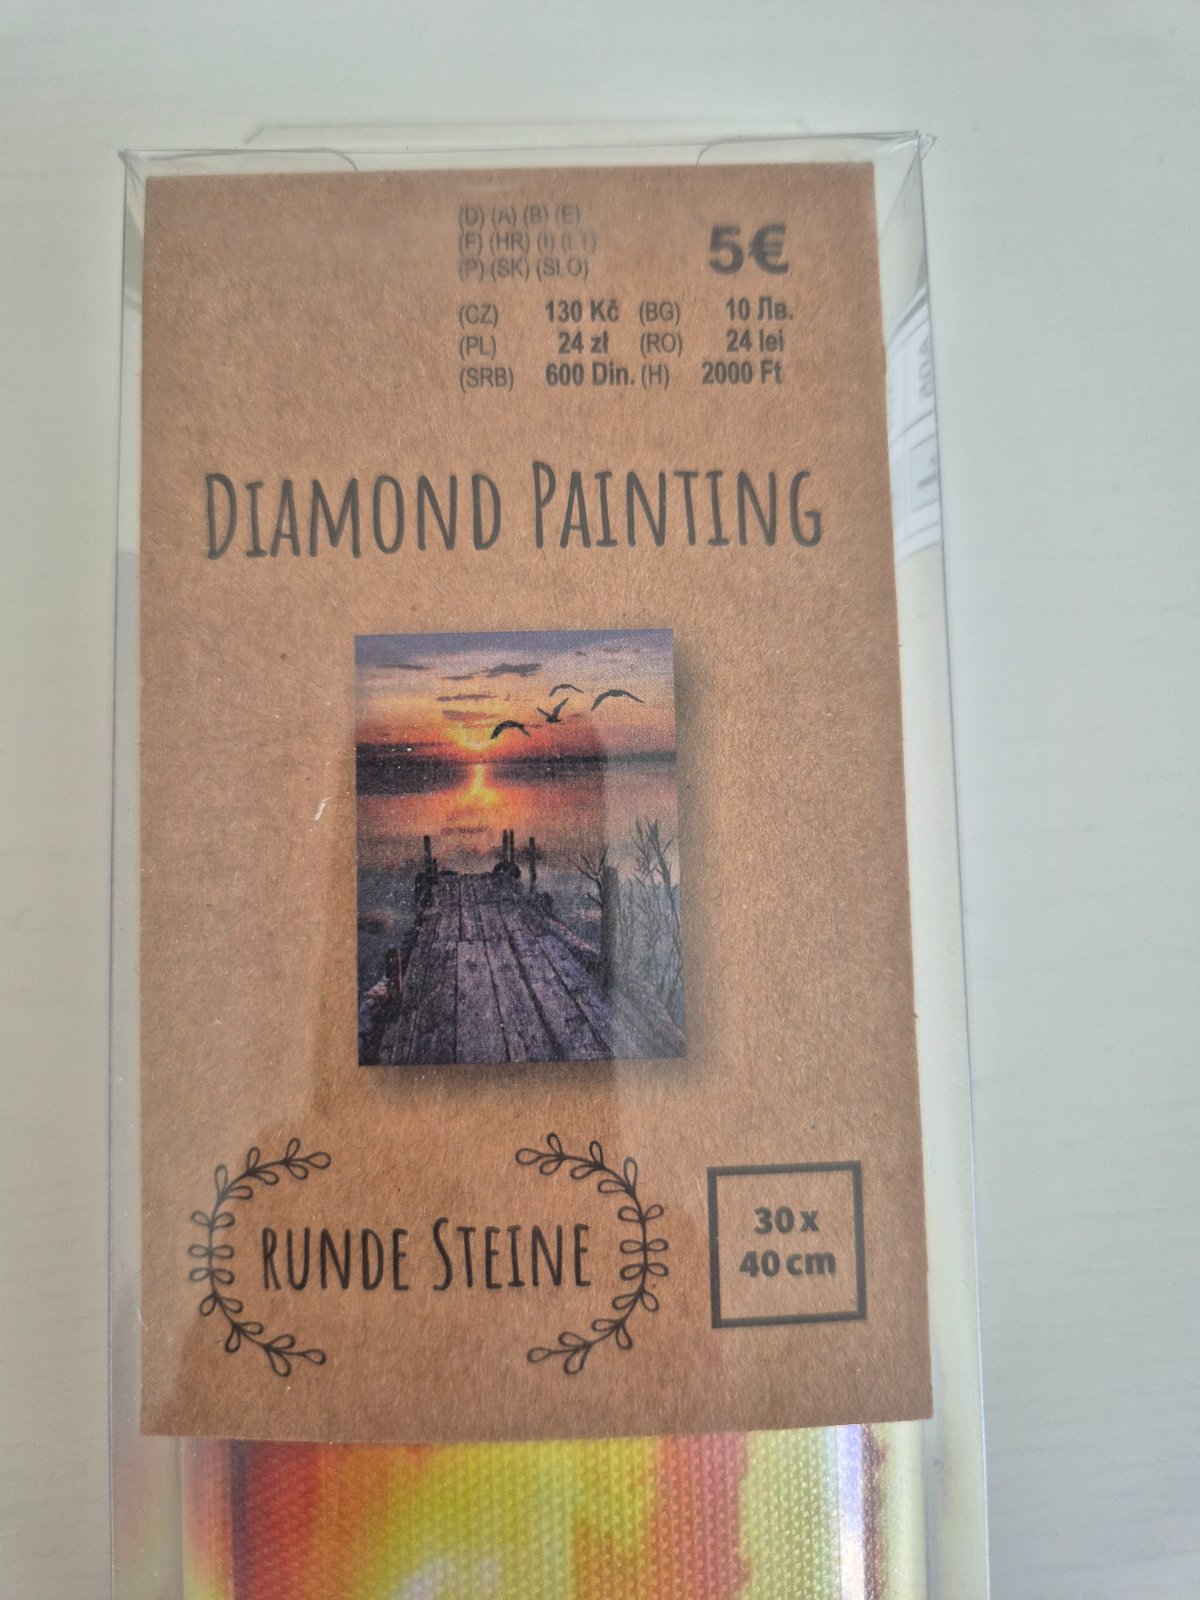 (D) (A) (B) (E)
(F) (HR) (I) (LT)
(P) (SK) (SLO)
5€
(CZ) 130 Kč (BG) 10 Лв.
(PL) 24 zł (RO) 24 lei
(SRB) 600 Din. (H) 2000 Ft
DIAMOND PAINTING
RUNDE STEINE
30 x
40 cm